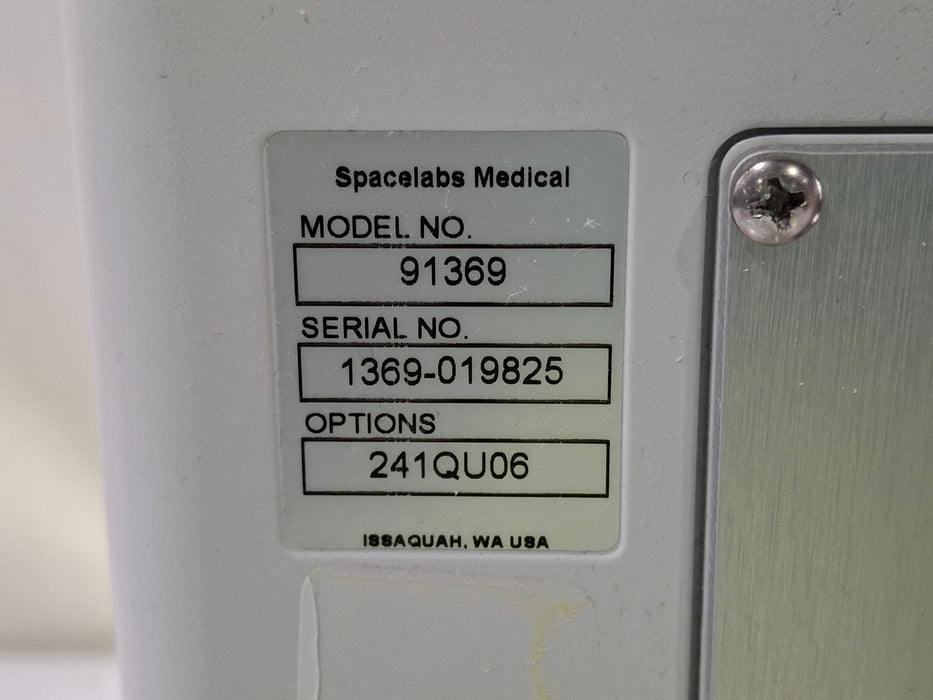 Spacelabs Medical
MODEL NO.
91369
SERIAL NO.
1369-019825
OPTIONS
241QU06
ISSAQUAH, WA USA